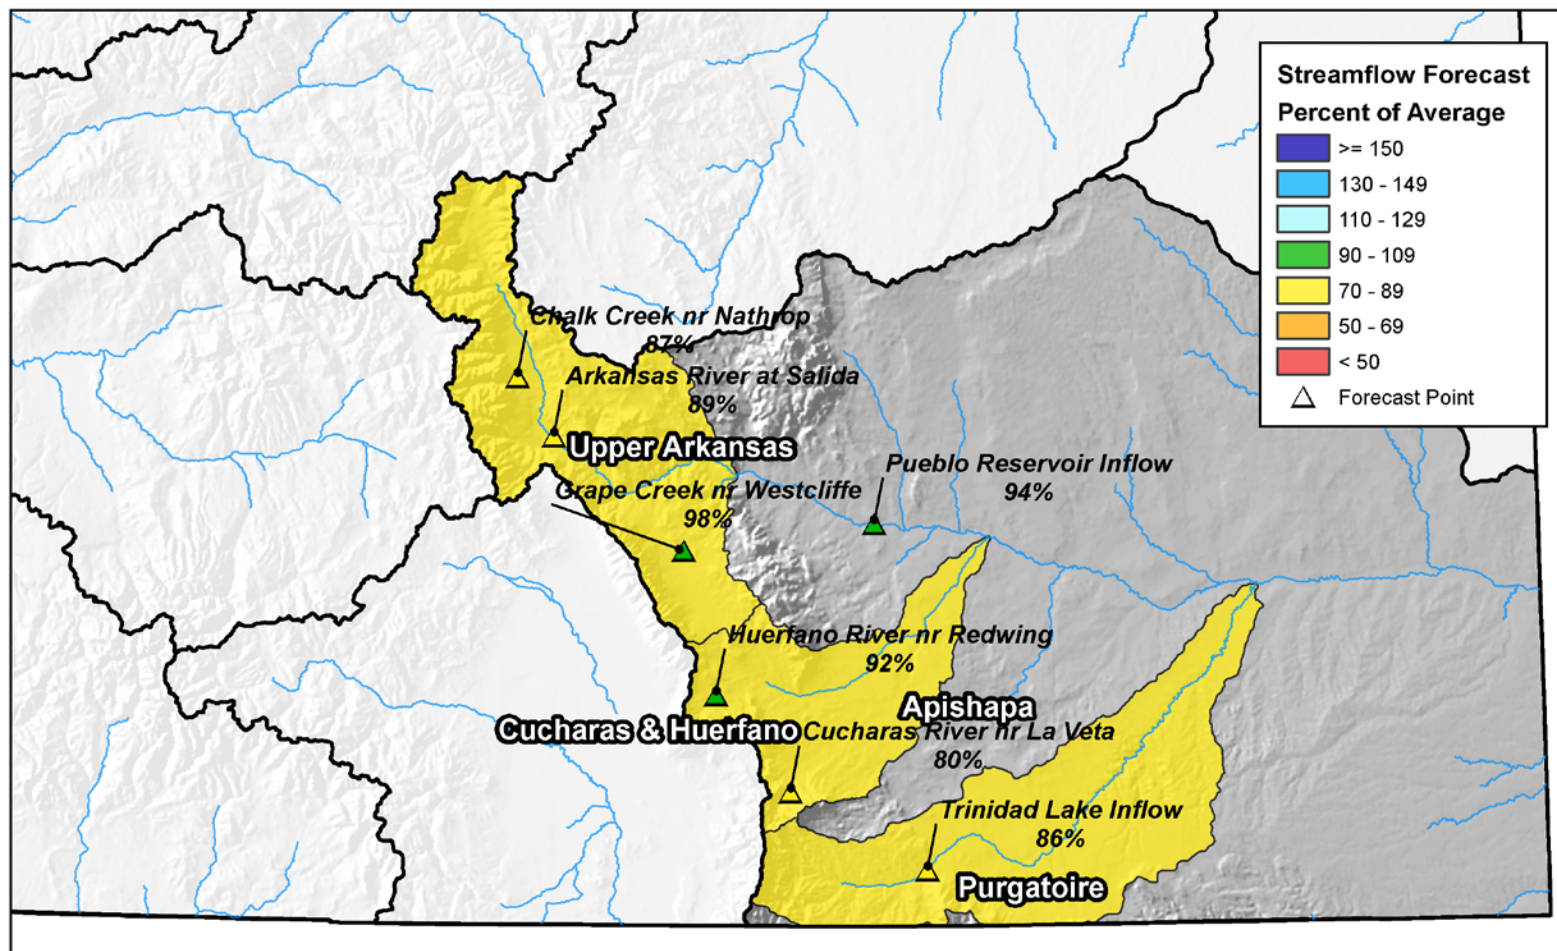 Streamflow Forecast
Percent of Average
>= 150
130 - 149
110 - 129
90 - 109
70 - 89
50 - 69
< 50
Forecast Point
Chalk Creek nr Nathrop
87%
Arkansas River at Salida
89%
Upper Arkansas
Pueblo Reservoir Inflow
94%
Grape Creek nr Westcliffe
98%
Huerfano River nr Redwing
92%
Apishapa
Cucharas & Huerfano
Cucharas River nr La Veta
80%
Trinidad Lake Inflow
86%
Purgatoire